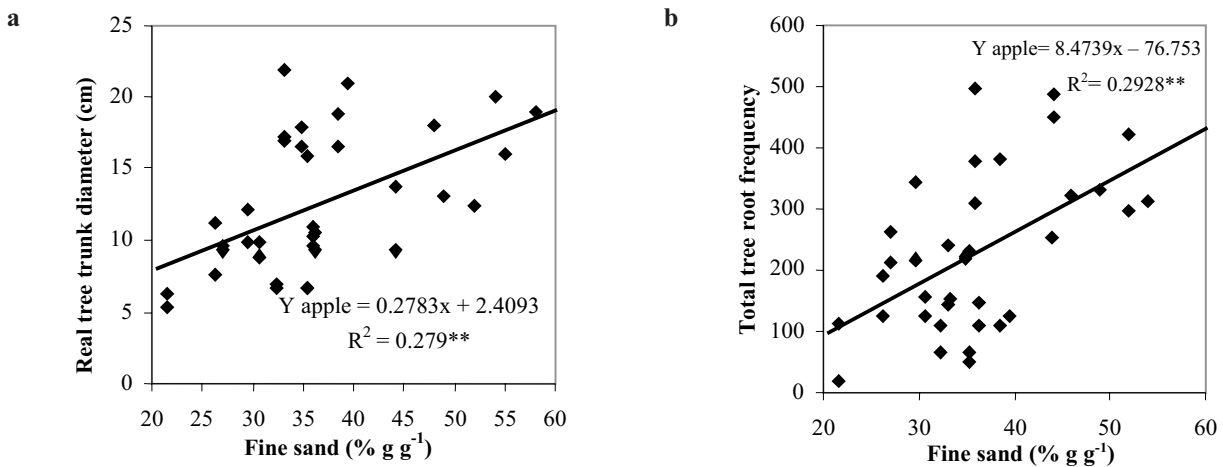 a
25
20
15
10
5
0
Real tree trunk diameter (cm)
Y apple = 0.2783x + 2.4093
R² = 0.279**
20 25 30 35 40 45 50 55 60
Fine sand (% g g⁻¹)
b
600
500
400
300
200
100
0
Total tree root frequency
Y apple= 8.4739x – 76.753
R²= 0.2928**
20 30 40 50 60
Fine sand (% g g⁻¹)